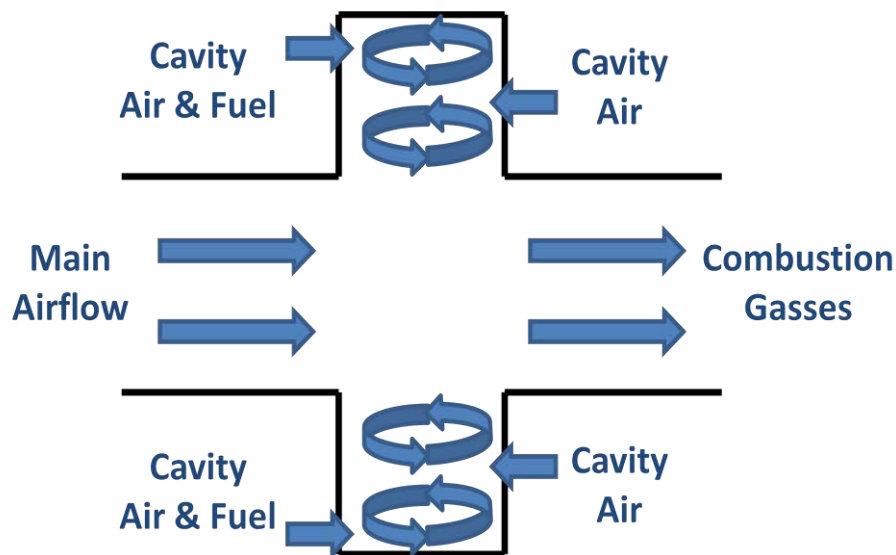 Cavity
Air & Fuel
Cavity
Air
Main
Airflow
Combustion
Gasses
Cavity
Air & Fuel
Cavity
Air